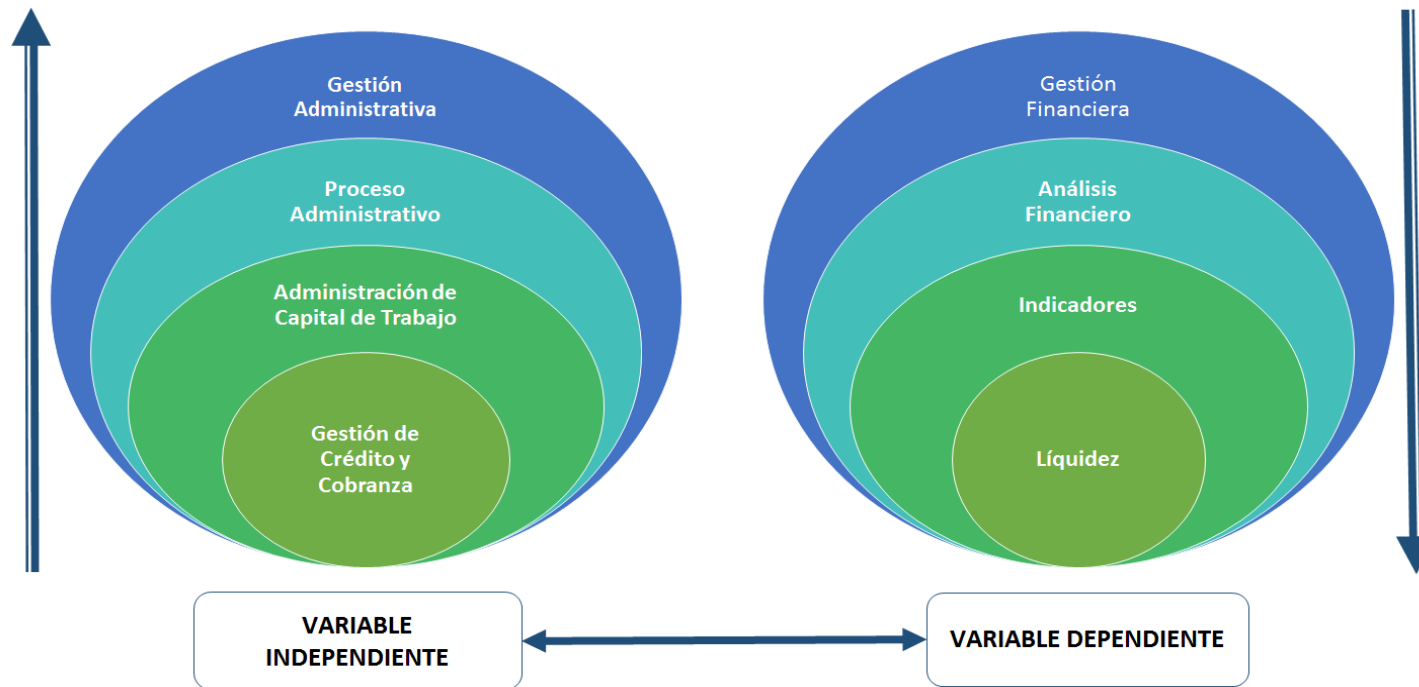 Gestión
Administrativa
Proceso
Administrativo
Administración de
Capital de Trabajo
Gestión de
Crédito y
Cobranza
VARIABLE
INDEPENDIENTE
Gestión
Financiera
Análisis
Financiero
Indicadores
Líquidez
VARIABLE DEPENDIENTE